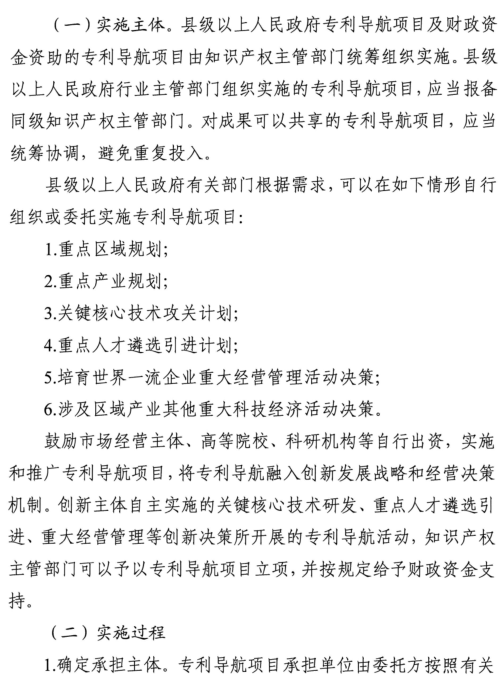 （一）实施主体。县级以上人民政府专利导航项目及财政资
金资助的专利导航项目由知识产权主管部门统筹组织实施。县级
以上人民政府行业主管部门组织实施的专利导航项目，应当报备
同级知识产权主管部门。对成果可以共享的专利导航项目，应当
统筹协调，避免重复投入。
县级以上人民政府有关部门根据需求，可以在如下情形自行
组织或委托实施专利导航项目：
1.重点区域规划；
2.重点产业规划；
3.关键核心技术攻关计划；
4.重点人才遴选引进计划；
5.培育世界一流企业重大经营管理活动决策；
6.涉及区域产业其他重大科技经济活动决策。
鼓励市场经营主体、高等院校、科研机构等自行出资，实施
和推广专利导航项目，将专利导航融入创新发展战略和经营决策
机制。创新主体自主实施的关键核心技术研发、重点人才遴选引
进、重大经营管理等创新决策所开展的专利导航活动，知识产权
主管部门可以予以专利导航项目立项，并按规定给予财政资金支
持。
（二）实施过程
1.确定承担主体。专利导航项目承担单位由委托方按照有关